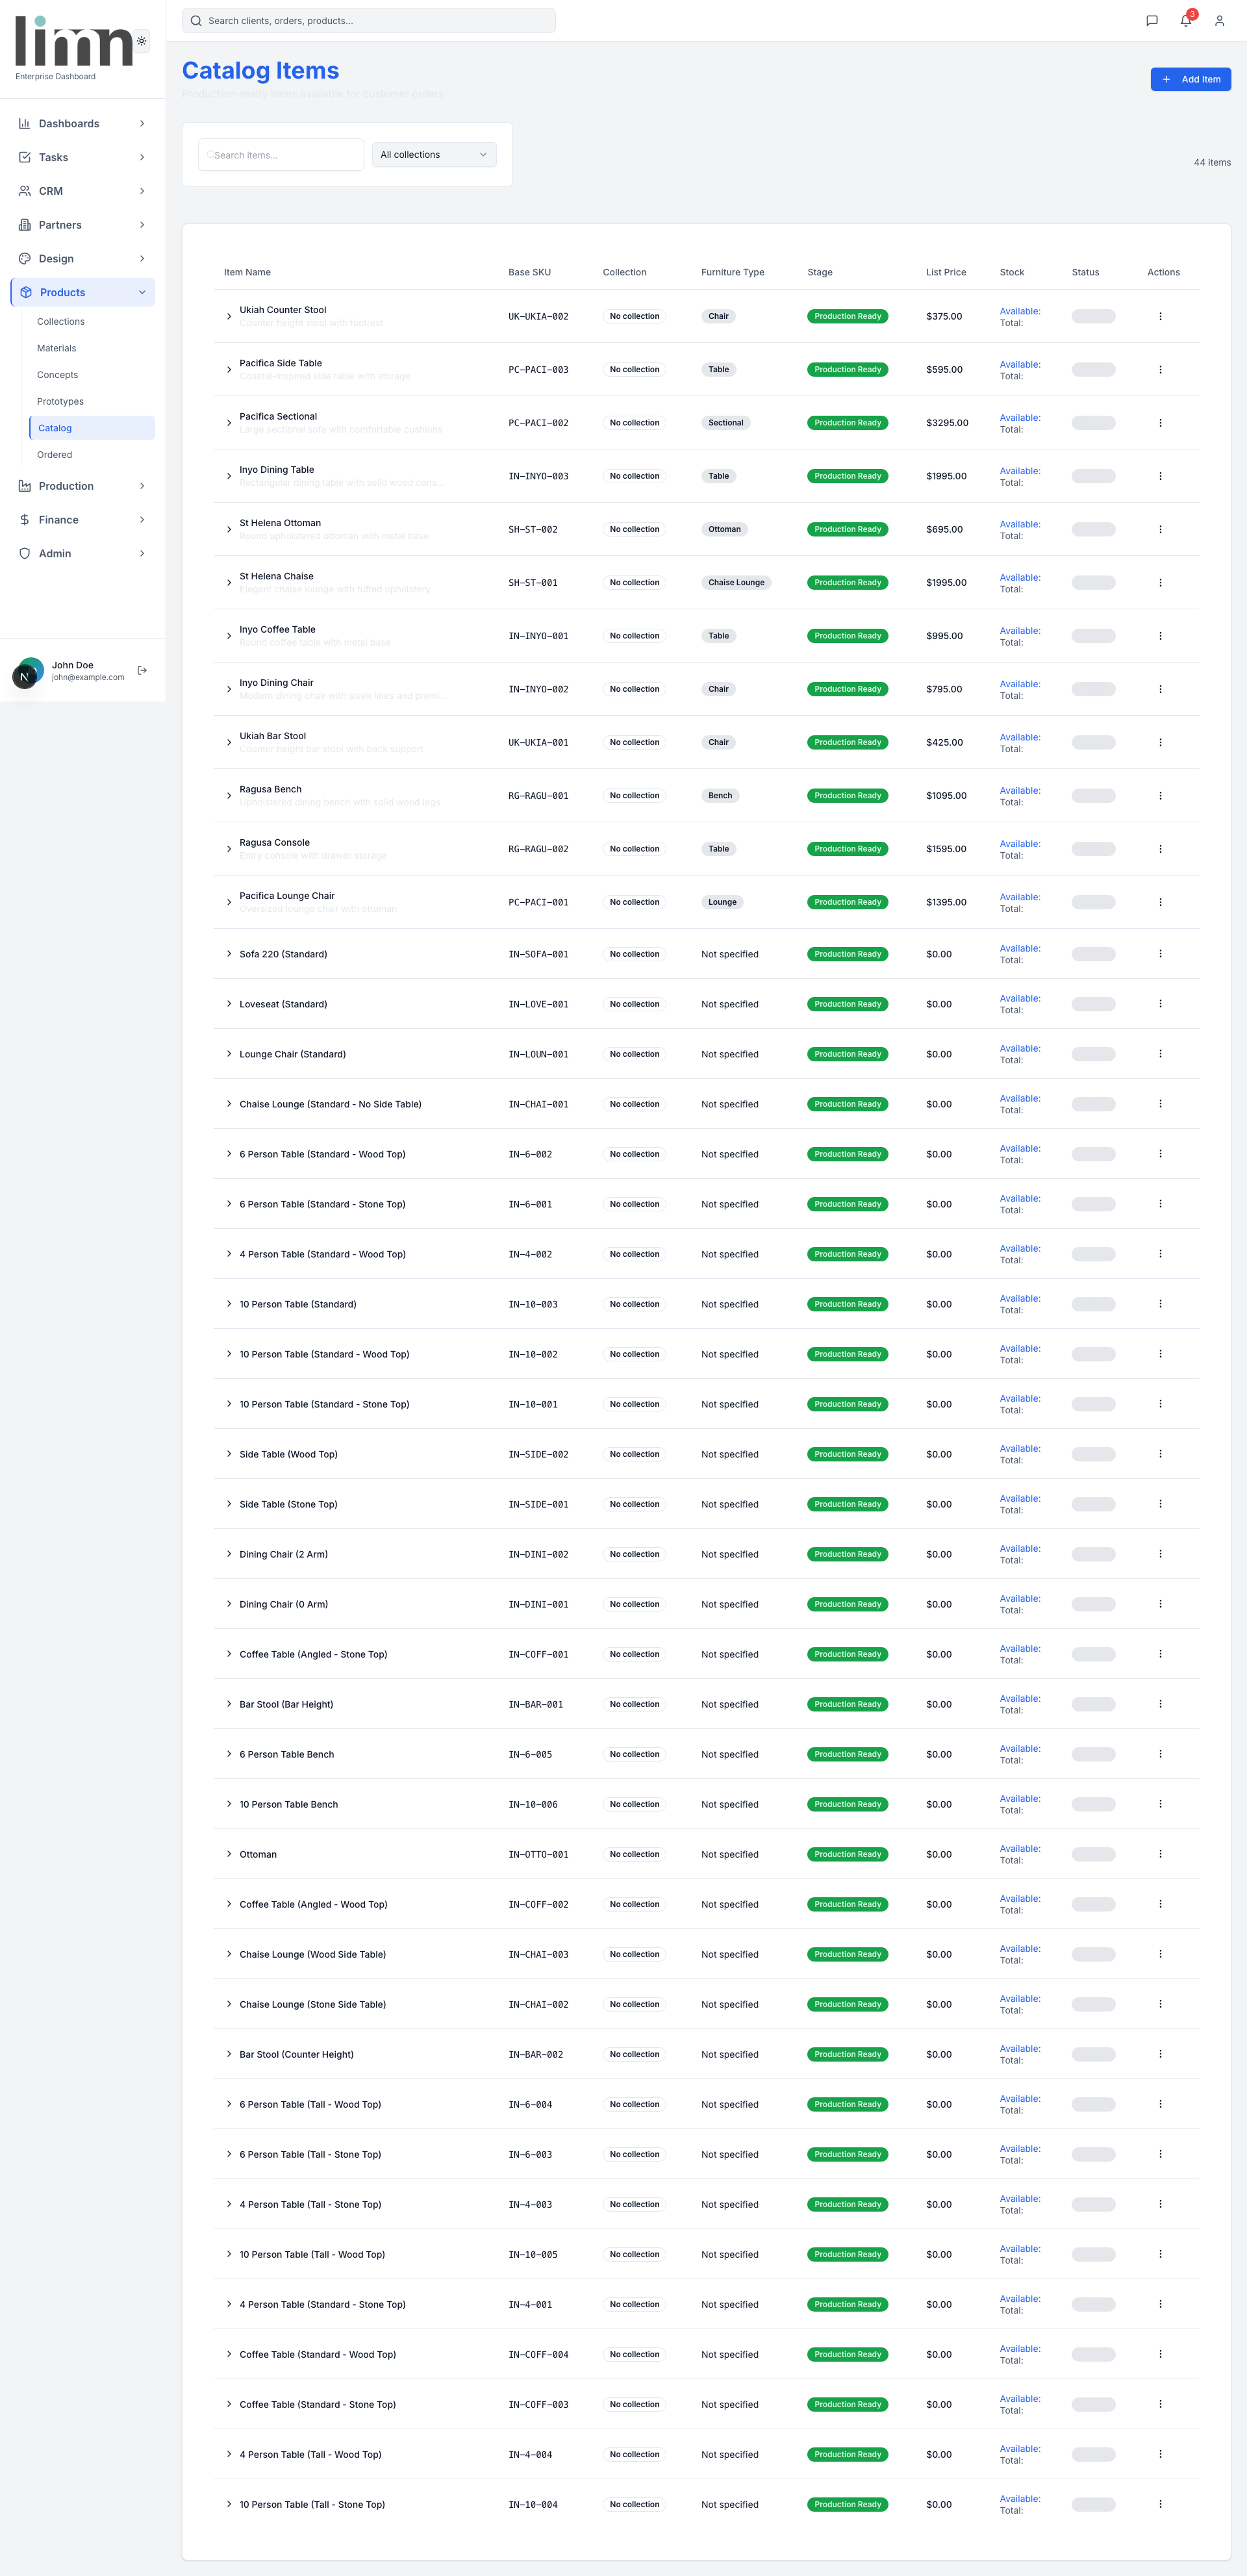 limn
Enterprise Dashboard
Dashboards
Tasks
CRM
Partners
Design
Products
Collections
Materials
Concepts
Prototypes
Catalog
Ordered
Production
Finance
Admin
N
John Doe
john@example.com
Search clients, orders, products...
3
Catalog Items
Production-ready items available for customer orders
Add Item
Search items...
All collections
44 items
Item Name Base SKU Collection Furniture Type Stage List Price Stock Status Actions
Ukiah Counter Stool UK-UKIA-002 No collection Chair Production Ready $375.00 Available: Total:
Counter height stool with footrest
Pacifica Side Table PC-PACI-003 No collection Table Production Ready $595.00 Available: Total:
Coastal-inspired side table with storage
Pacifica Sectional PC-PACI-002 No collection Sectional Production Ready $3295.00 Available: Total:
Large sectional sofa with comfortable cushions
Inyo Dining Table IN-INYO-003 No collection Table Production Ready $1995.00 Available: Total:
Rectangular dining table with solid wood cons...
St Helena Ottoman SH-ST-002 No collection Ottoman Production Ready $695.00 Available: Total:
Round upholstered ottoman with metal base
St Helena Chaise SH-ST-001 No collection Chaise Lounge Production Ready $1995.00 Available: Total:
Elegant chaise lounge with tufted upholstery
Inyo Coffee Table IN-INYO-001 No collection Table Production Ready $995.00 Available: Total:
Round coffee table with metal base
Inyo Dining Chair IN-INYO-002 No collection Chair Production Ready $795.00 Available: Total:
Modern dining chair with sleek lines and premi...
Ukiah Bar Stool UK-UKIA-001 No collection Chair Production Ready $425.00 Available: Total:
Counter height bar stool with back support
Ragusa Bench RG-RAGU-001 No collection Bench Production Ready $1095.00 Available: Total:
Upholstered dining bench with solid wood legs
Ragusa Console RG-RAGU-002 No collection Table Production Ready $1595.00 Available: Total:
Entry console with drawer storage
Pacifica Lounge Chair PC-PACI-001 No collection Lounge Production Ready $1395.00 Available: Total:
Oversized lounge chair with ottoman
Sofa 220 (Standard) IN-SOFA-001 No collection Not specified Production Ready $0.00 Available: Total:
Loveseat (Standard) IN-LOVE-001 No collection Not specified Production Ready $0.00 Available: Total:
Lounge Chair (Standard) IN-LOUN-001 No collection Not specified Production Ready $0.00 Available: Total:
Chaise Lounge (Standard - No Side Table) IN-CHAI-001 No collection Not specified Production Ready $0.00 Available: Total:
6 Person Table (Standard - Wood Top) IN-6-002 No collection Not specified Production Ready $0.00 Available: Total:
6 Person Table (Standard - Stone Top) IN-6-001 No collection Not specified Production Ready $0.00 Available: Total:
4 Person Table (Standard - Wood Top) IN-4-002 No collection Not specified Production Ready $0.00 Available: Total:
10 Person Table (Standard) IN-10-003 No collection Not specified Production Ready $0.00 Available: Total:
10 Person Table (Standard - Wood Top) IN-10-002 No collection Not specified Production Ready $0.00 Available: Total:
10 Person Table (Standard - Stone Top) IN-10-001 No collection Not specified Production Ready $0.00 Available: Total:
Side Table (Wood Top) IN-SIDE-002 No collection Not specified Production Ready $0.00 Available: Total:
Side Table (Stone Top) IN-SIDE-001 No collection Not specified Production Ready $0.00 Available: Total:
Dining Chair (2 Arm) IN-DINI-002 No collection Not specified Production Ready $0.00 Available: Total:
Dining Chair (0 Arm) IN-DINI-001 No collection Not specified Production Ready $0.00 Available: Total:
Coffee Table (Angled - Stone Top) IN-COFF-001 No collection Not specified Production Ready $0.00 Available: Total:
Bar Stool (Bar Height) IN-BAR-001 No collection Not specified Production Ready $0.00 Available: Total:
6 Person Table Bench IN-6-005 No collection Not specified Production Ready $0.00 Available: Total:
10 Person Table Bench IN-10-006 No collection Not specified Production Ready $0.00 Available: Total:
Ottoman IN-OTTO-001 No collection Not specified Production Ready $0.00 Available: Total:
Coffee Table (Angled - Wood Top) IN-COFF-002 No collection Not specified Production Ready $0.00 Available: Total:
Chaise Lounge (Wood Side Table) IN-CHAI-003 No collection Not specified Production Ready $0.00 Available: Total:
Chaise Lounge (Stone Side Table) IN-CHAI-002 No collection Not specified Production Ready $0.00 Available: Total:
Bar Stool (Counter Height) IN-BAR-002 No collection Not specified Production Ready $0.00 Available: Total:
6 Person Table (Tall - Wood Top) IN-6-004 No collection Not specified Production Ready $0.00 Available: Total:
6 Person Table (Tall - Stone Top) IN-6-003 No collection Not specified Production Ready $0.00 Available: Total:
4 Person Table (Tall - Stone Top) IN-4-003 No collection Not specified Production Ready $0.00 Available: Total:
10 Person Table (Tall - Wood Top) IN-10-005 No collection Not specified Production Ready $0.00 Available: Total:
4 Person Table (Standard - Stone Top) IN-4-001 No collection Not specified Production Ready $0.00 Available: Total:
Coffee Table (Standard - Wood Top) IN-COFF-004 No collection Not specified Production Ready $0.00 Available: Total:
Coffee Table (Standard - Stone Top) IN-COFF-003 No collection Not specified Production Ready $0.00 Available: Total:
4 Person Table (Tall - Wood Top) IN-4-004 No collection Not specified Production Ready $0.00 Available: Total:
10 Person Table (Tall - Stone Top) IN-10-004 No collection Not specified Production Ready $0.00 Available: Total: